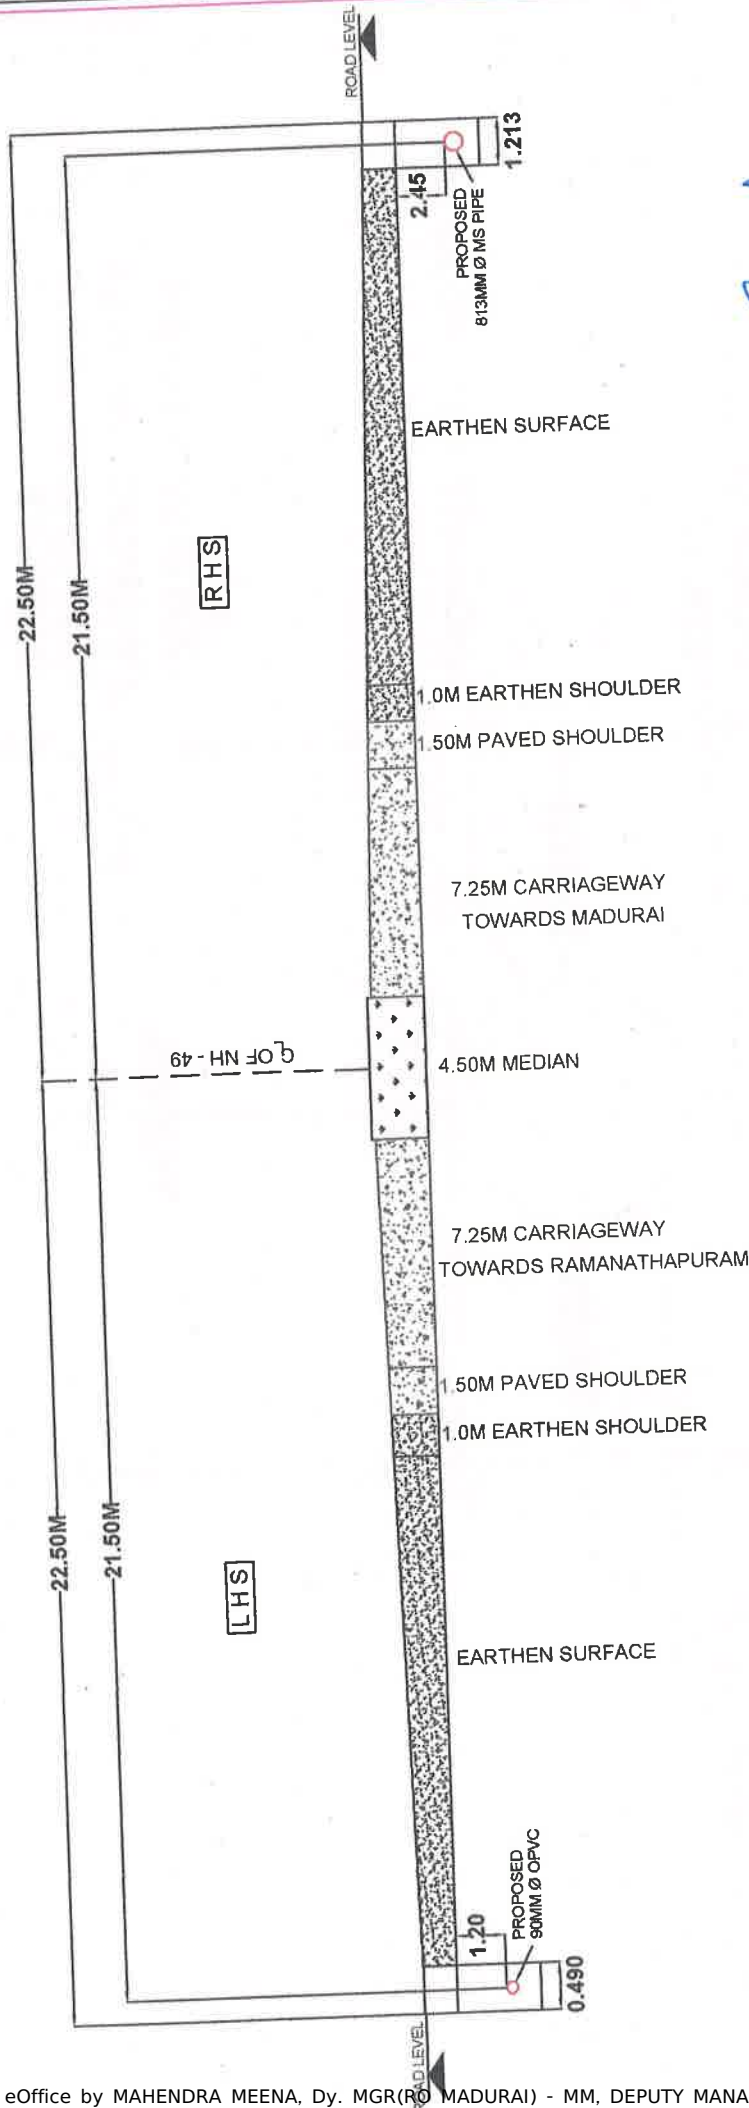 ROAD LEVEL
1.213
2.45
PROPOSED
813MM Ø MS PIPE
EARTHEN SURFACE
22.50M
21.50M
RHS
1.0M EARTHEN SHOULDER
1.50M PAVED SHOULDER
7.25M CARRIAGEWAY
TOWARDS MADURAI
℄ OF NH - 49
4.50M MEDIAN
7.25M CARRIAGEWAY
TOWARDS RAMANATHAPURAM
1.50M PAVED SHOULDER
1.0M EARTHEN SHOULDER
22.50M
21.50M
LHS
EARTHEN SURFACE
PROPOSED
90MM Ø OPVC
1.20
0.490
ROAD LEVEL
eOffice by MAHENDRA MEENA, Dy. MGR(RO MADURAI) - MM, DEPUTY MANA